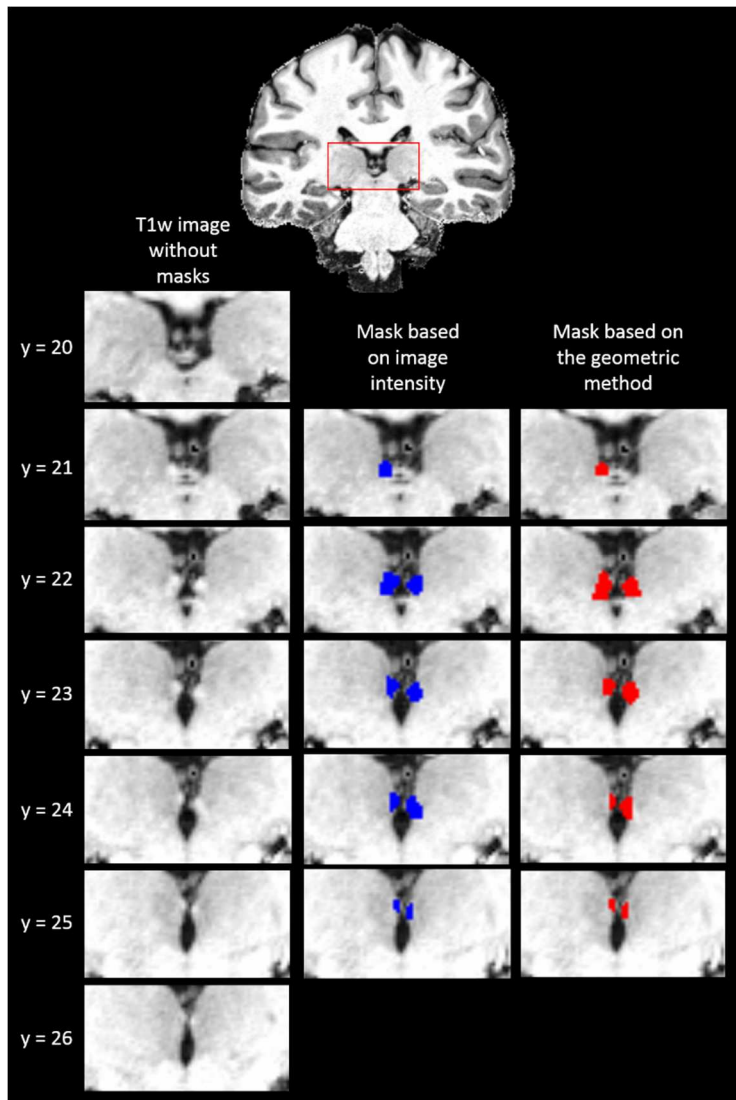 T1w image
without
masks
y = 20
Mask based
on image
intensity
Mask based on
the geometric
method
y = 21
y = 22
y = 23
y = 24
y = 25
y = 26